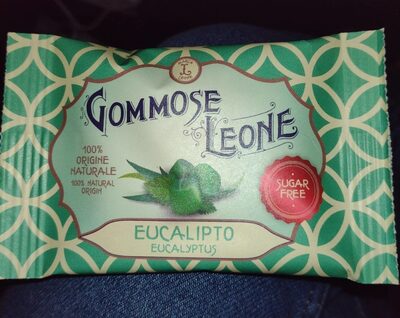 L
GOMMOSE
LEONE
100%
ORIGINE
NATURALE
100% NATURAL
ORIGIN
SUGAR
FREE
EUCALIPTO
EUCALYPTUS